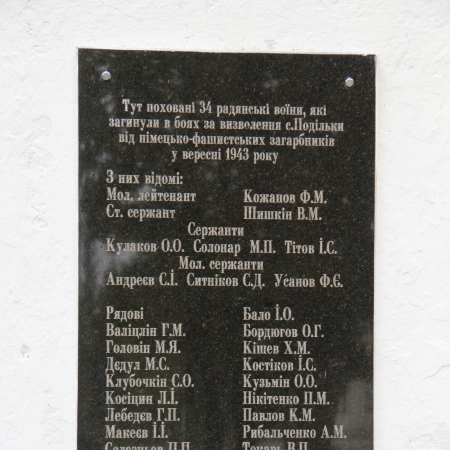 Тут поховані 34 радянські воїни, які
загинули в боях за визволення с.Подільки
від німецько-фашистських загарбників
у вересні 1943 року
З них відомі:
Мол. лейтенант Кожанов Ф.М.
Ст. сержант Шишкін В.М.
Сержанти
Кулаков О.О. Солонар М.П. Тітов І.С.
Мол. сержанти
Андреєв С.І. Ситніков С.Д. Усанов Ф.Є.
Рядові Бало І.О.
Валіцлін Г.М. Бордюгов О.Г.
Головін М.Я. Кішев Х.М.
Дєдул М.С. Костіков І.С.
Клубочкін С.О. Кузьмін О.О.
Косіцин Л.І. Нікітенко П.М.
Лебедєв Г.П. Павлов К.М.
Макеєв І.І. Рибальченко А.М.
Токарь В.П.